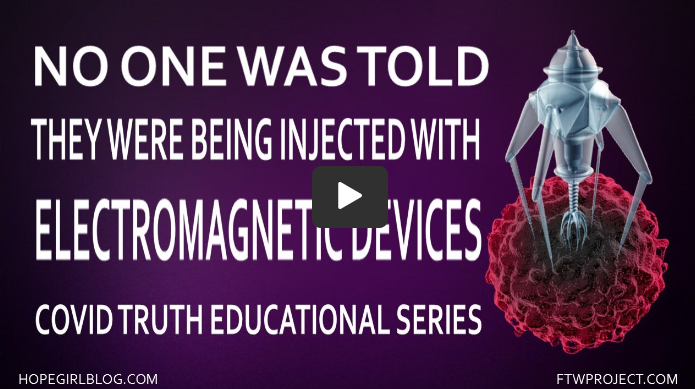 NO ONE WAS TOLD
THEY WERE BEING INJECTED WITH
ELECTROMAGNETIC DEVICES
COVID TRUTH EDUCATIONAL SERIES
HOPEGIRLBLOG.COM
FTWPROJECT.COM